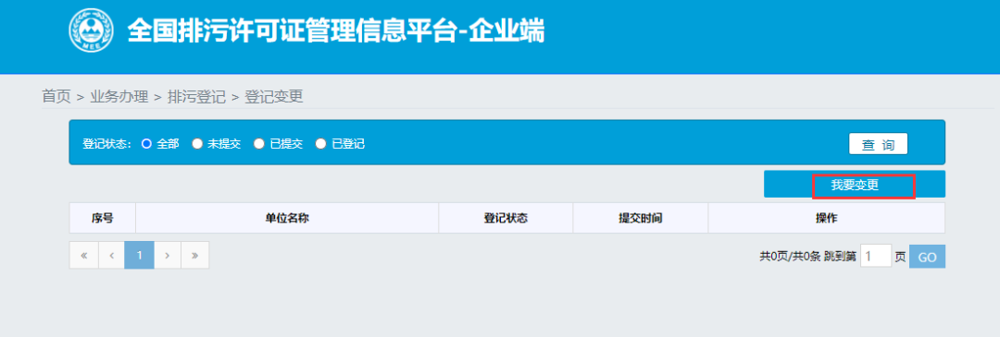 全国排污许可证管理信息平台-企业端
MEE
首页 > 业务办理 > 排污登记 > 登记变更
登记状态： 全部 未提交 已提交 已登记 查 询
我要变更
序号 单位名称 登记状态 提交时间 操作
« ‹ 1 › » 共0页/共0条 跳到第 1 页 GO